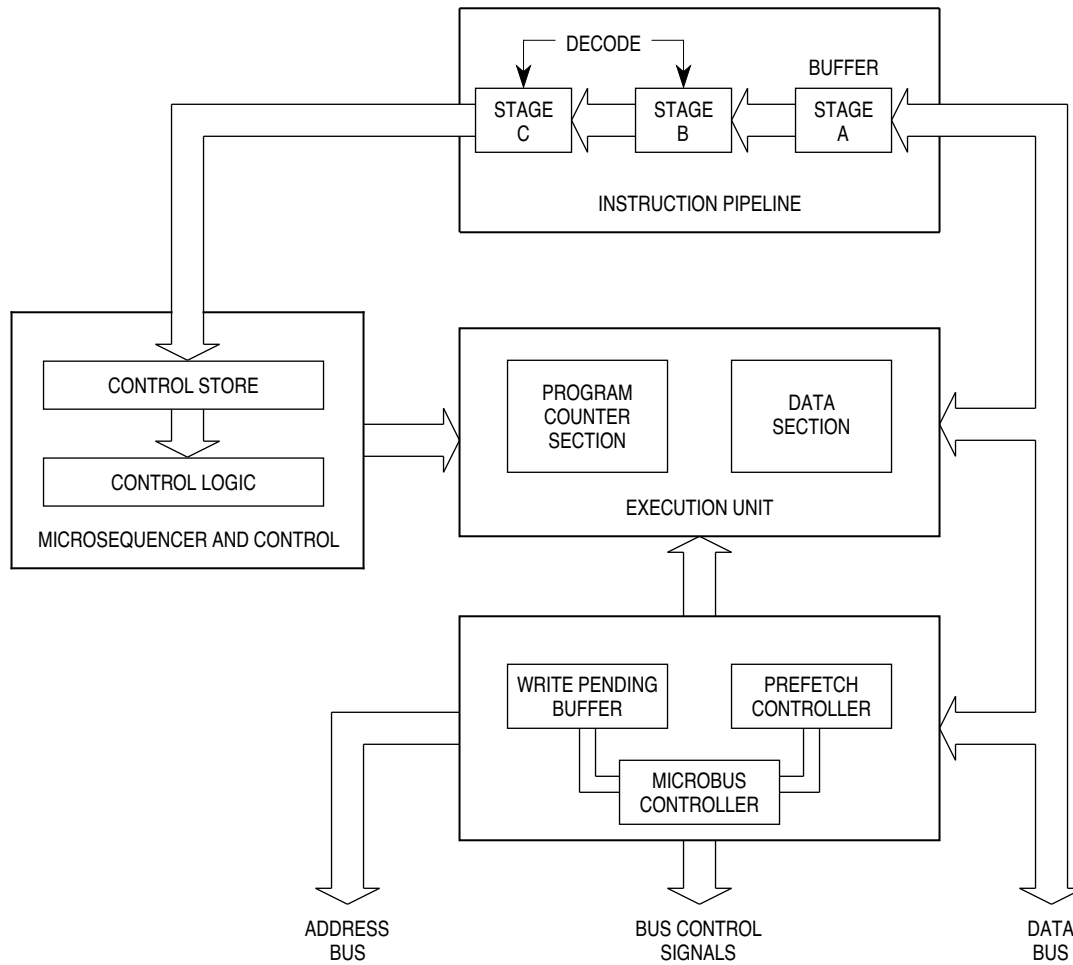 DECODE
BUFFER
STAGE
C
STAGE
B
STAGE
A
INSTRUCTION PIPELINE
CONTROL STORE
CONTROL LOGIC
MICROSEQUENCER AND CONTROL
PROGRAM
COUNTER
SECTION
DATA
SECTION
EXECUTION UNIT
WRITE PENDING
BUFFER
PREFETCH
CONTROLLER
MICROBUS
CONTROLLER
ADDRESS
BUS
BUS CONTROL
SIGNALS
DATA
BUS